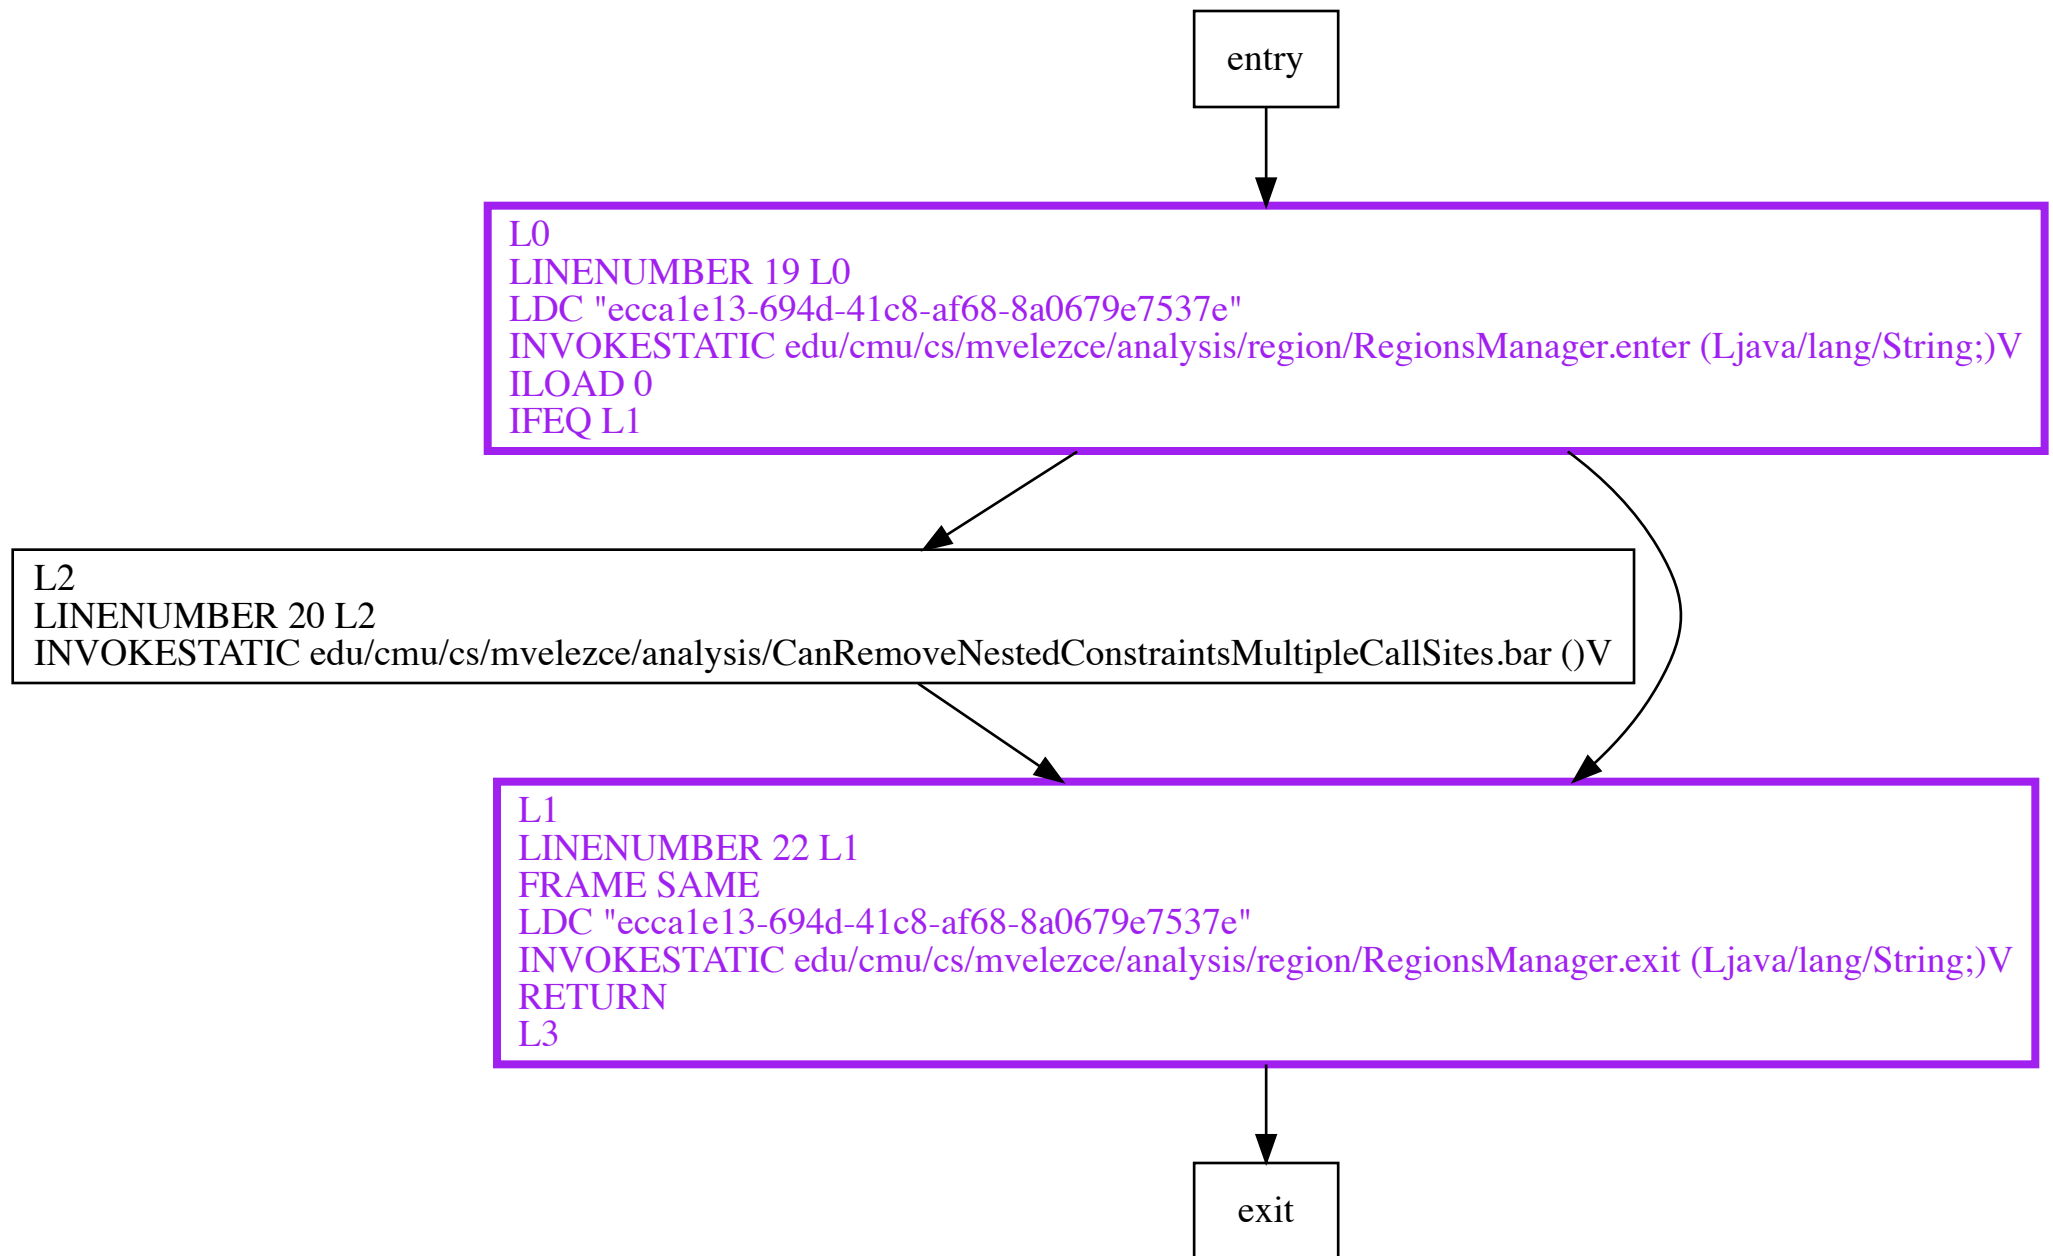 entry
L0
LINENUMBER 19 L0
LDC "ecca1e13-694d-41c8-af68-8a0679e7537e"
INVOKESTATIC edu/cmu/cs/mvelezce/analysis/region/RegionsManager.enter (Ljava/lang/String;)V
ILOAD 0
IFEQ L1
L2
LINENUMBER 20 L2
INVOKESTATIC edu/cmu/cs/mvelezce/analysis/CanRemoveNestedConstraintsMultipleCallSites.bar ()V
L1
LINENUMBER 22 L1
FRAME SAME
LDC "ecca1e13-694d-41c8-af68-8a0679e7537e"
INVOKESTATIC edu/cmu/cs/mvelezce/analysis/region/RegionsManager.exit (Ljava/lang/String;)V
RETURN
L3
exit